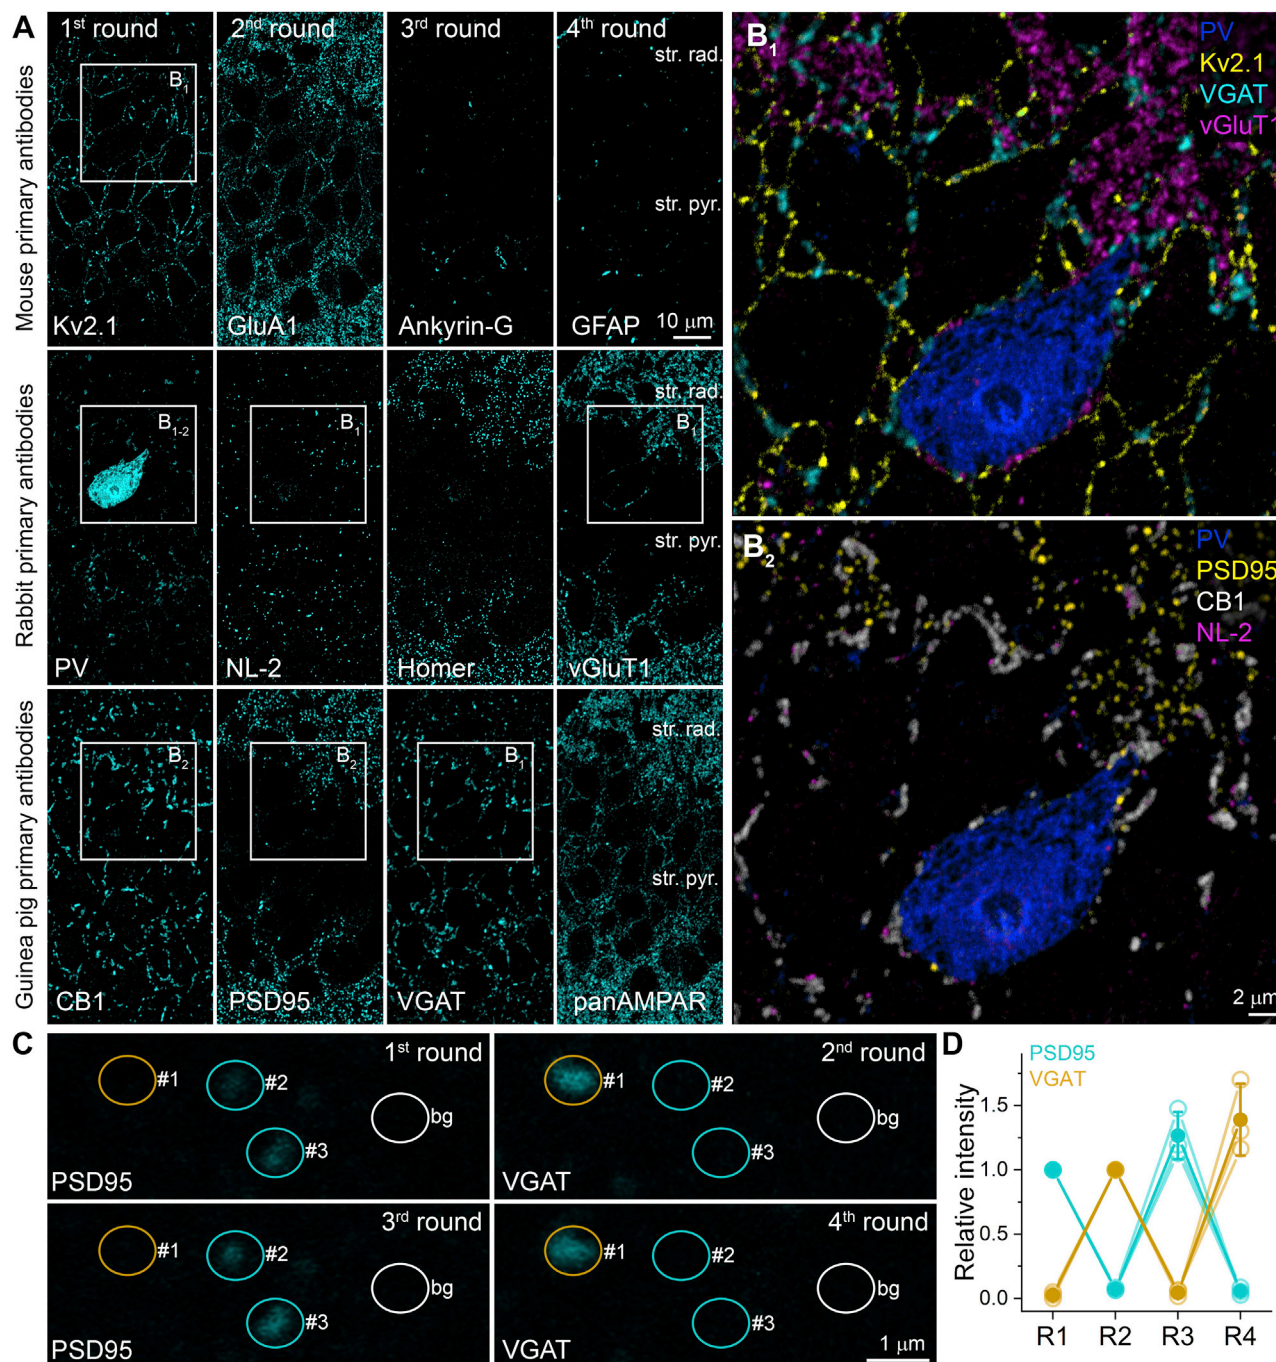 A
1st round
2nd round
3rd round
4th round
Mouse primary antibodies
B1
str. rad.
str. pyr.
Kv2.1
GluA1
Ankyrin-G
GFAP
10 μm
Rabbit primary antibodies
B1-2
B1
B1
str. rad.
str. pyr.
PV
NL-2
Homer
vGluT1
Guinea pig primary antibodies
B2
B2
B1
str. rad.
str. pyr.
CB1
PSD95
VGAT
panAMPAR
B1
PV
Kv2.1
VGAT
vGluT1
B2
PV
PSD95
CB1
NL-2
2 μm
C
1st round
#1
#2
#3
bg
PSD95
2nd round
#1
#2
#3
bg
VGAT
3rd round
#1
#2
#3
bg
PSD95
4th round
#1
#2
#3
bg
VGAT
1 μm
D
PSD95
VGAT
Relative intensity
1.5
1.0
0.5
0.0
R1 R2 R3 R4